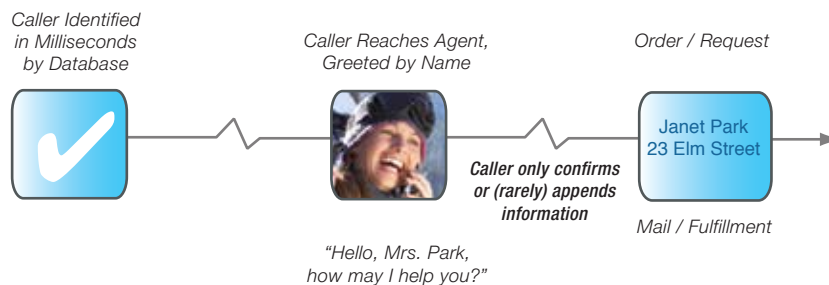 Caller Identified
in Milliseconds
by Database
Caller Reaches Agent,
Greeted by Name
“Hello, Mrs. Park,
how may I help you?”
Caller only confirms
or (rarely) appends
information
Order / Request
Janet Park
23 Elm Street
Mail / Fulfillment